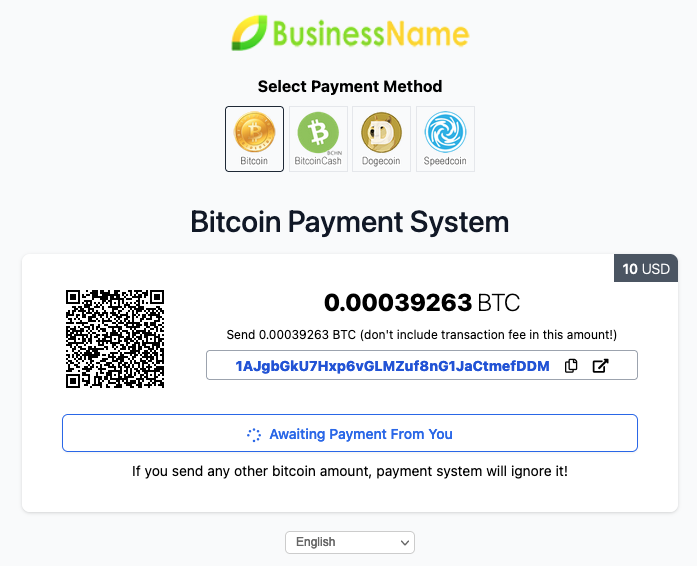 BusinessName
Select Payment Method
Bitcoin
BCHN
BitcoinCash
Dogecoin
Speedcoin
Bitcoin Payment System
10 USD
0.00039263 BTC
Send 0.00039263 BTC (don't include transaction fee in this amount!)
1AJgbGkU7Hxp6vGLMZuf8nG1JaCtmefDDM
Awaiting Payment From You
If you send any other bitcoin amount, payment system will ignore it!
English